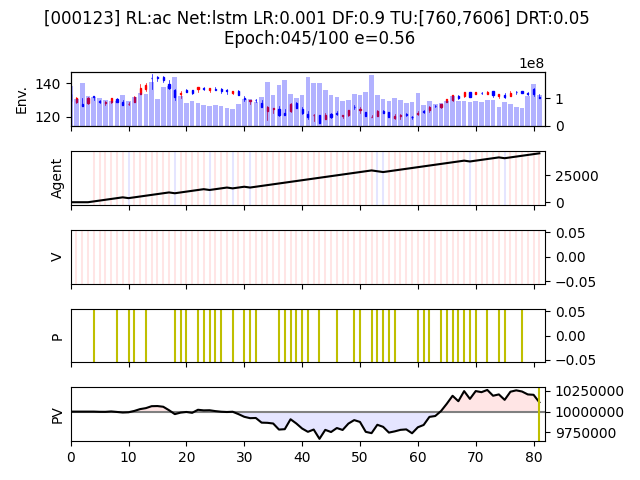 [000123] RL:ac Net:lstm LR:0.001 DF:0.9 TU:[760,7606] DRT:0.05
Epoch:045/100 e=0.56
1e8
Env.
140
120
1
0
Agent
25000
0
V
0.05
0.00
−0.05
P
0.05
0.00
−0.05
PV
10250000
10000000
9750000
0 10 20 30 40 50 60 70 80